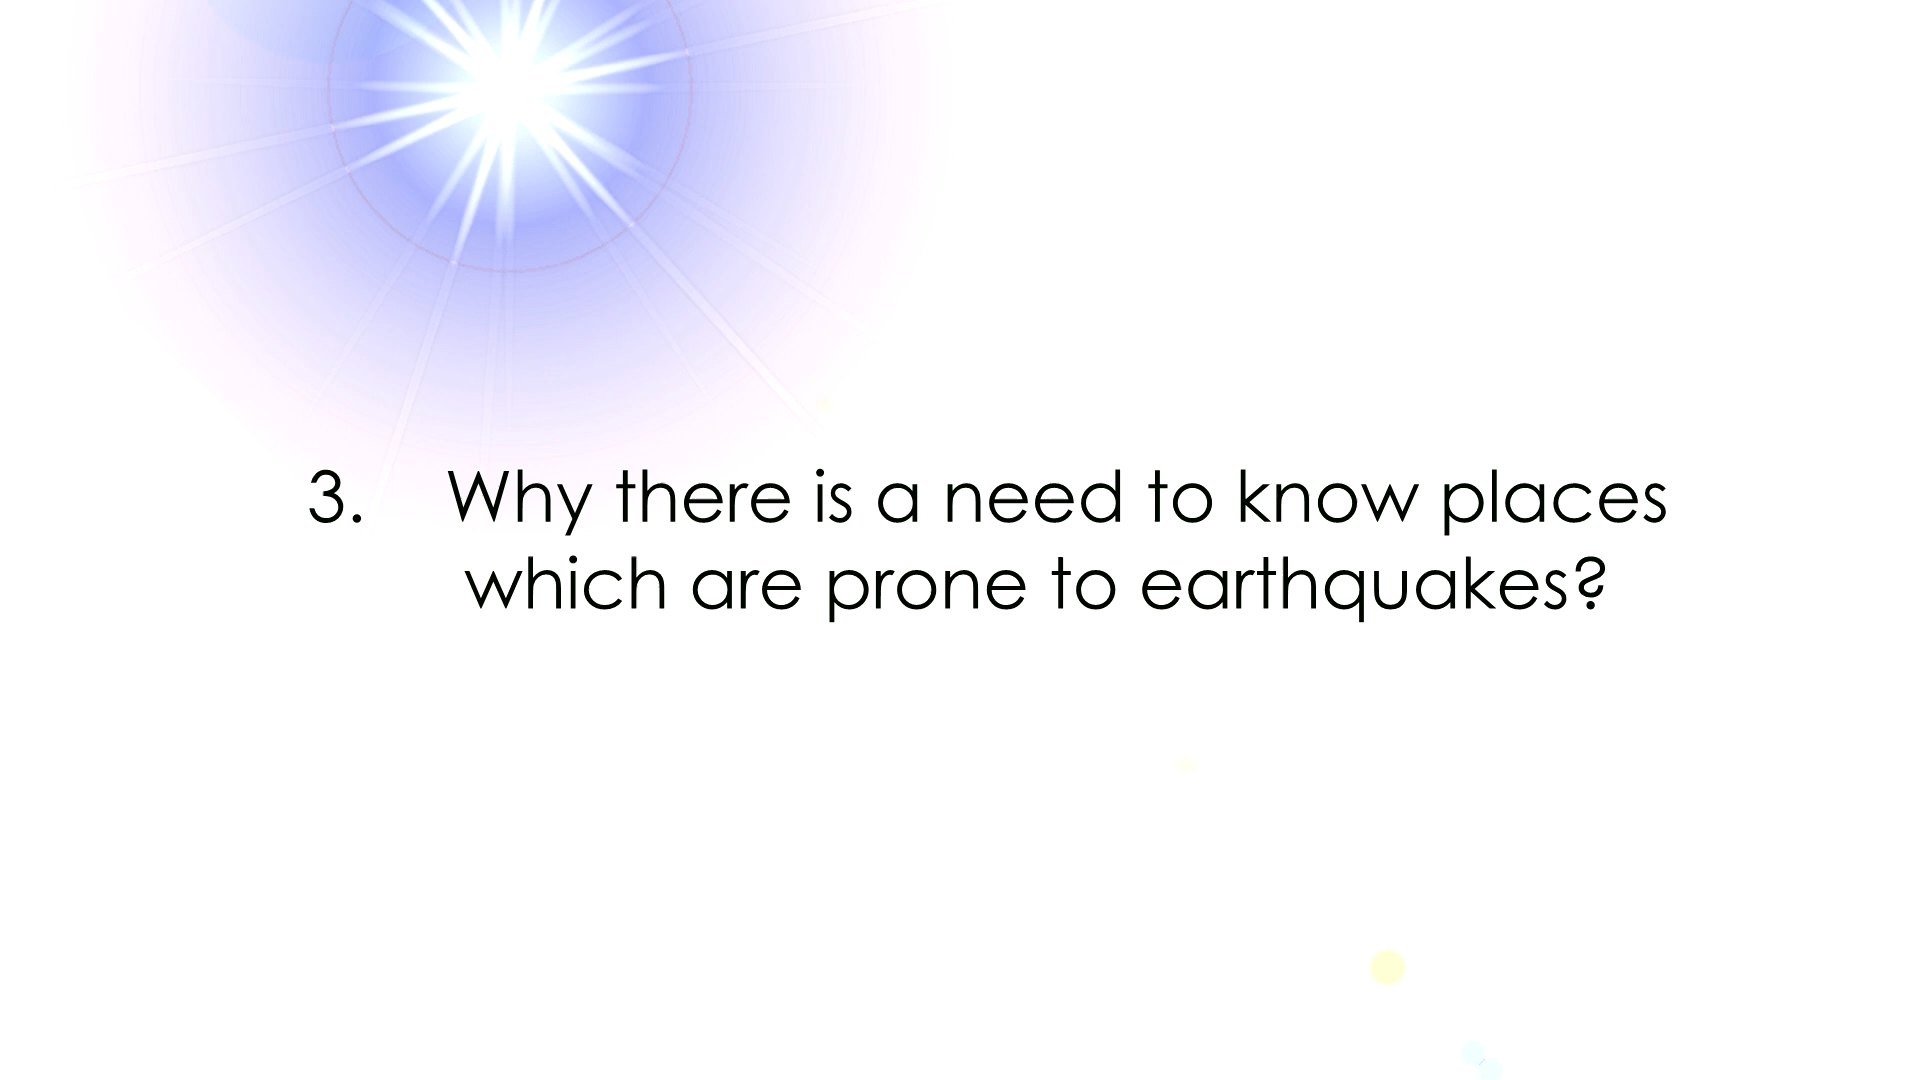 3. Why there is a need to know places
which are prone to earthquakes?